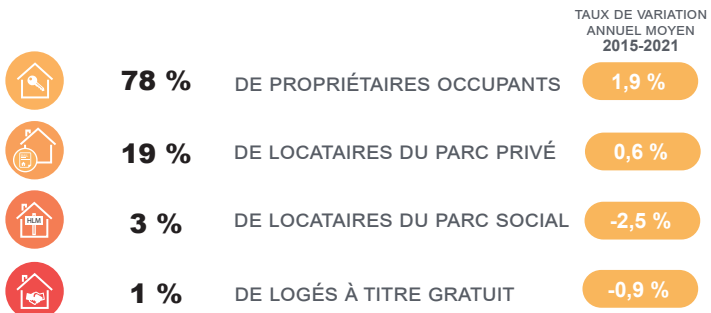 TAUX DE VARIATION
ANNUEL MOYEN
2015-2021
78 % DE PROPRIÉTAIRES OCCUPANTS 1,9 %
19 % DE LOCATAIRES DU PARC PRIVÉ 0,6 %
HLM 3 % DE LOCATAIRES DU PARC SOCIAL -2,5 %
1 % DE LOGÉS À TITRE GRATUIT -0,9 %